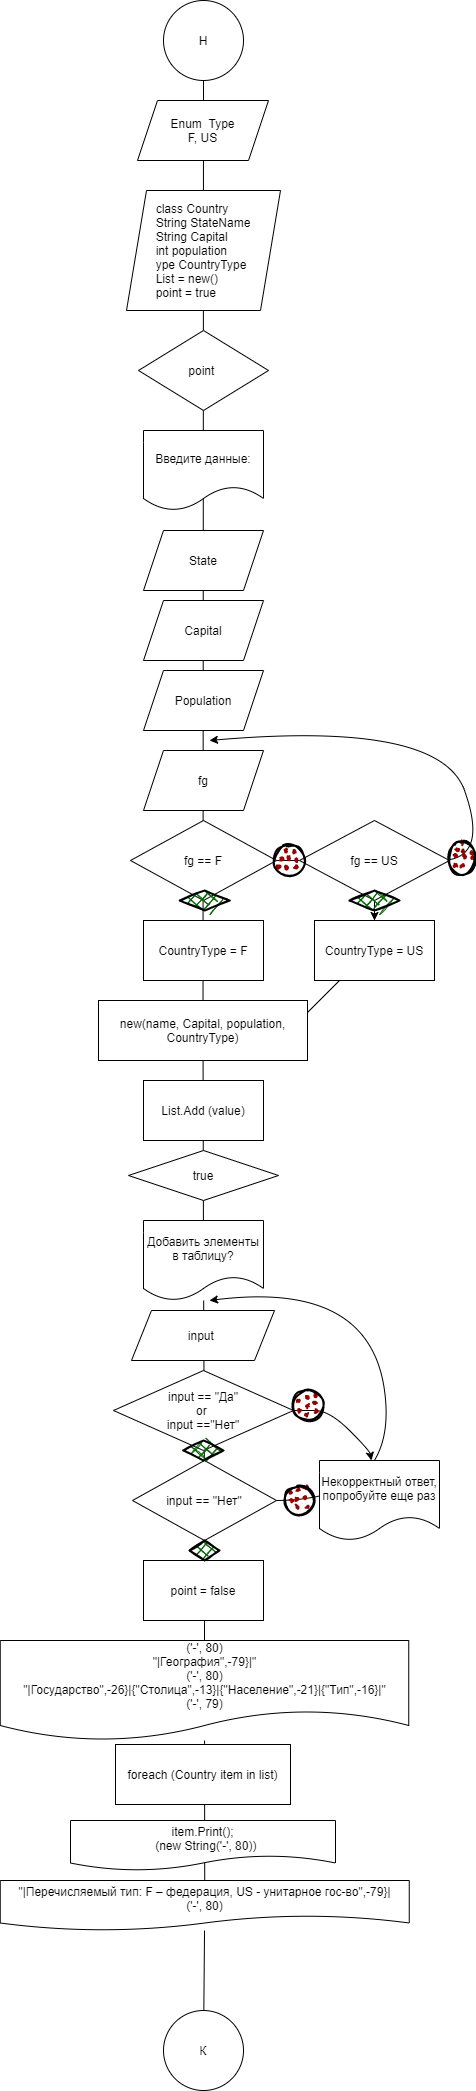 Н
Enum Type
F, US
class Country
String StateName
String Capital
int population
ype CountryType
List = new()
point = true
point
Введите данные:
State
Capital
Population
fg
fg == F
fg == US
CountryType = F
CountryType = US
new(name, Capital, population,
CountryType)
List.Add (value)
true
Добавить элементы
в таблицу?
input
input == "Да"
or
input =="Нет"
Некорректный ответ,
попробуйте еще раз
input == "Нет"
point = false
('-', 80)
"|География",-79}|"
('-', 80)
"|Государство",-26}|{"Столица",-13}|{"Население",-21}|{"Тип",-16}|"
('-', 79)
foreach (Country item in list)
item.Print();
(new String('-', 80))
"|Перечисляемый тип: F – федерация, US - унитарное гос-во",-79}|
('-', 80)
К